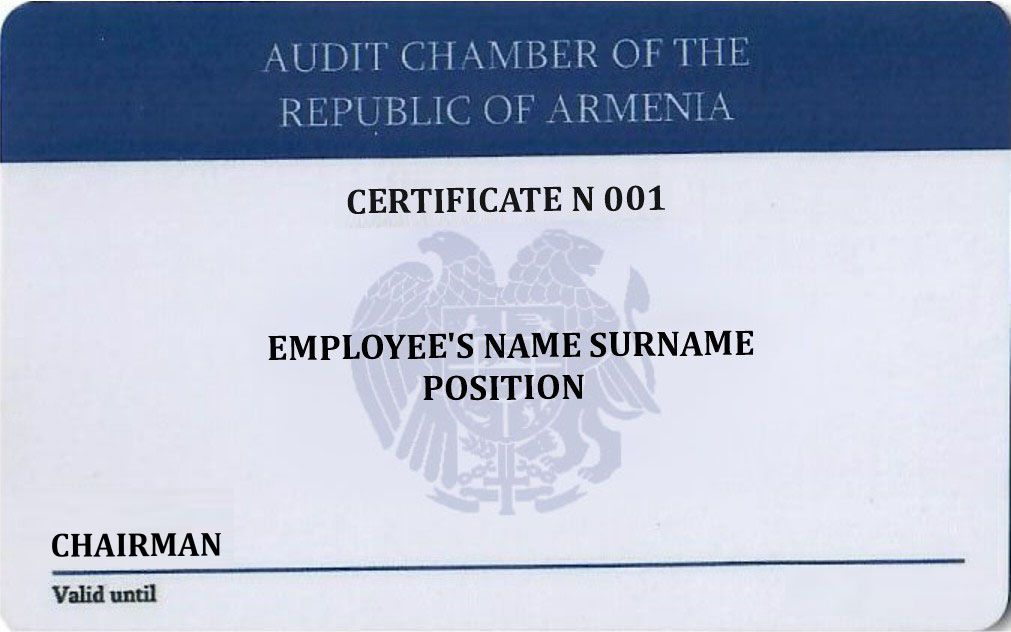 AUDIT CHAMBER OF THE
REPUBLIC OF ARMENIA
CERTIFICATE N 001
EMPLOYEE'S NAME SURNAME
POSITION
CHAIRMAN
Valid until